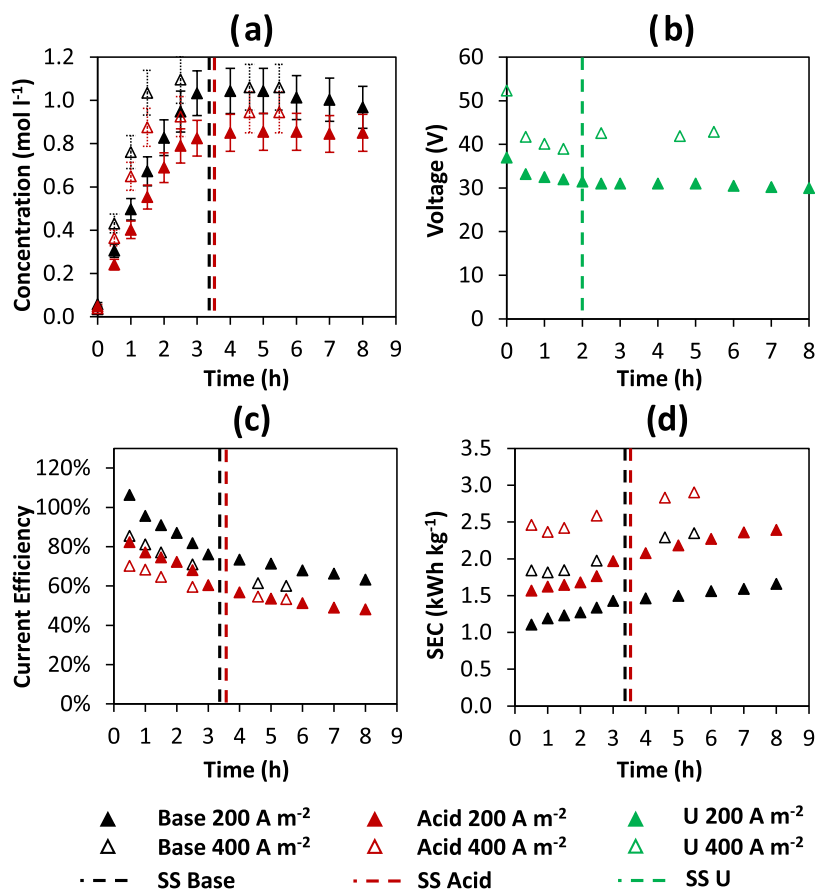 (a)
Concentration (mol l⁻¹)
1.2
1.0
0.8
0.6
0.4
0.2
0.0
0 1 2 3 4 5 6 7 8 9
Time (h)
(b)
Voltage (V)
60
50
40
30
20
10
0
0 1 2 3 4 5 6 7 8
Time (h)
(c)
Current Efficiency
120%
100%
80%
60%
40%
20%
0%
0 1 2 3 4 5 6 7 8 9
Time (h)
(d)
SEC (kWh kg⁻¹)
3.5
3.0
2.5
2.0
1.5
1.0
0.5
0.0
0 1 2 3 4 5 6 7 8 9
Time (h)
Base 200 A m⁻² Acid 200 A m⁻² U 200 A m⁻²
Base 400 A m⁻² Acid 400 A m⁻² U 400 A m⁻²
SS Base SS Acid SS U